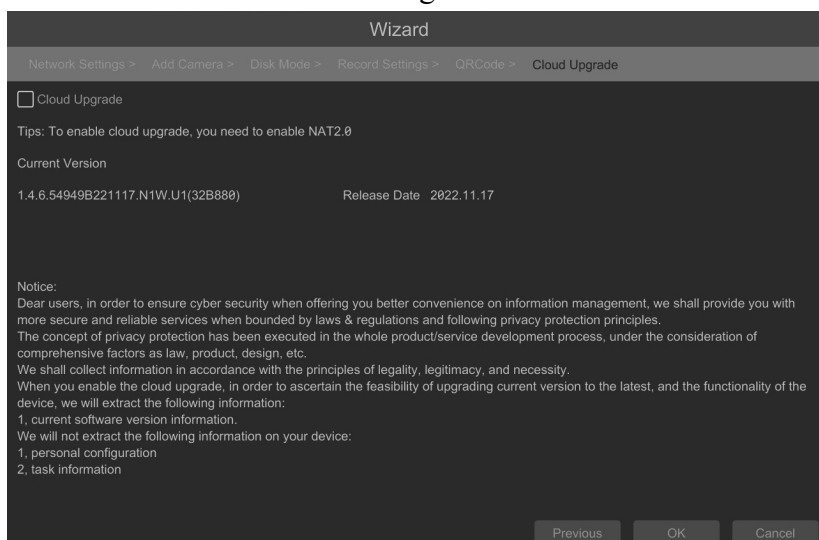 Wizard
Network Settings > Add Camera > Disk Mode > Record Settings > QRCode > Cloud Upgrade
Cloud Upgrade
Tips: To enable cloud upgrade, you need to enable NAT2.0
Current Version
1.4.6.54949B221117.N1W.U1(32B880) Release Date 2022.11.17
Notice:
Dear users, in order to ensure cyber security when offering you better convenience on information management, we shall provide you with
more secure and reliable services when bounded by laws & regulations and following privacy protection principles.
The concept of privacy protection has been executed in the whole product/service development process, under the consideration of
comprehensive factors as law, product, design, etc.
We shall collect information in accordance with the principles of legality, legitimacy, and necessity.
When you enable the cloud upgrade, in order to ascertain the feasibility of upgrading current version to the latest, and the functionality of the
device, we will extract the following information:
1, current software version information.
We will not extract the following information on your device:
1, personal configuration
2, task information
Previous OK Cancel